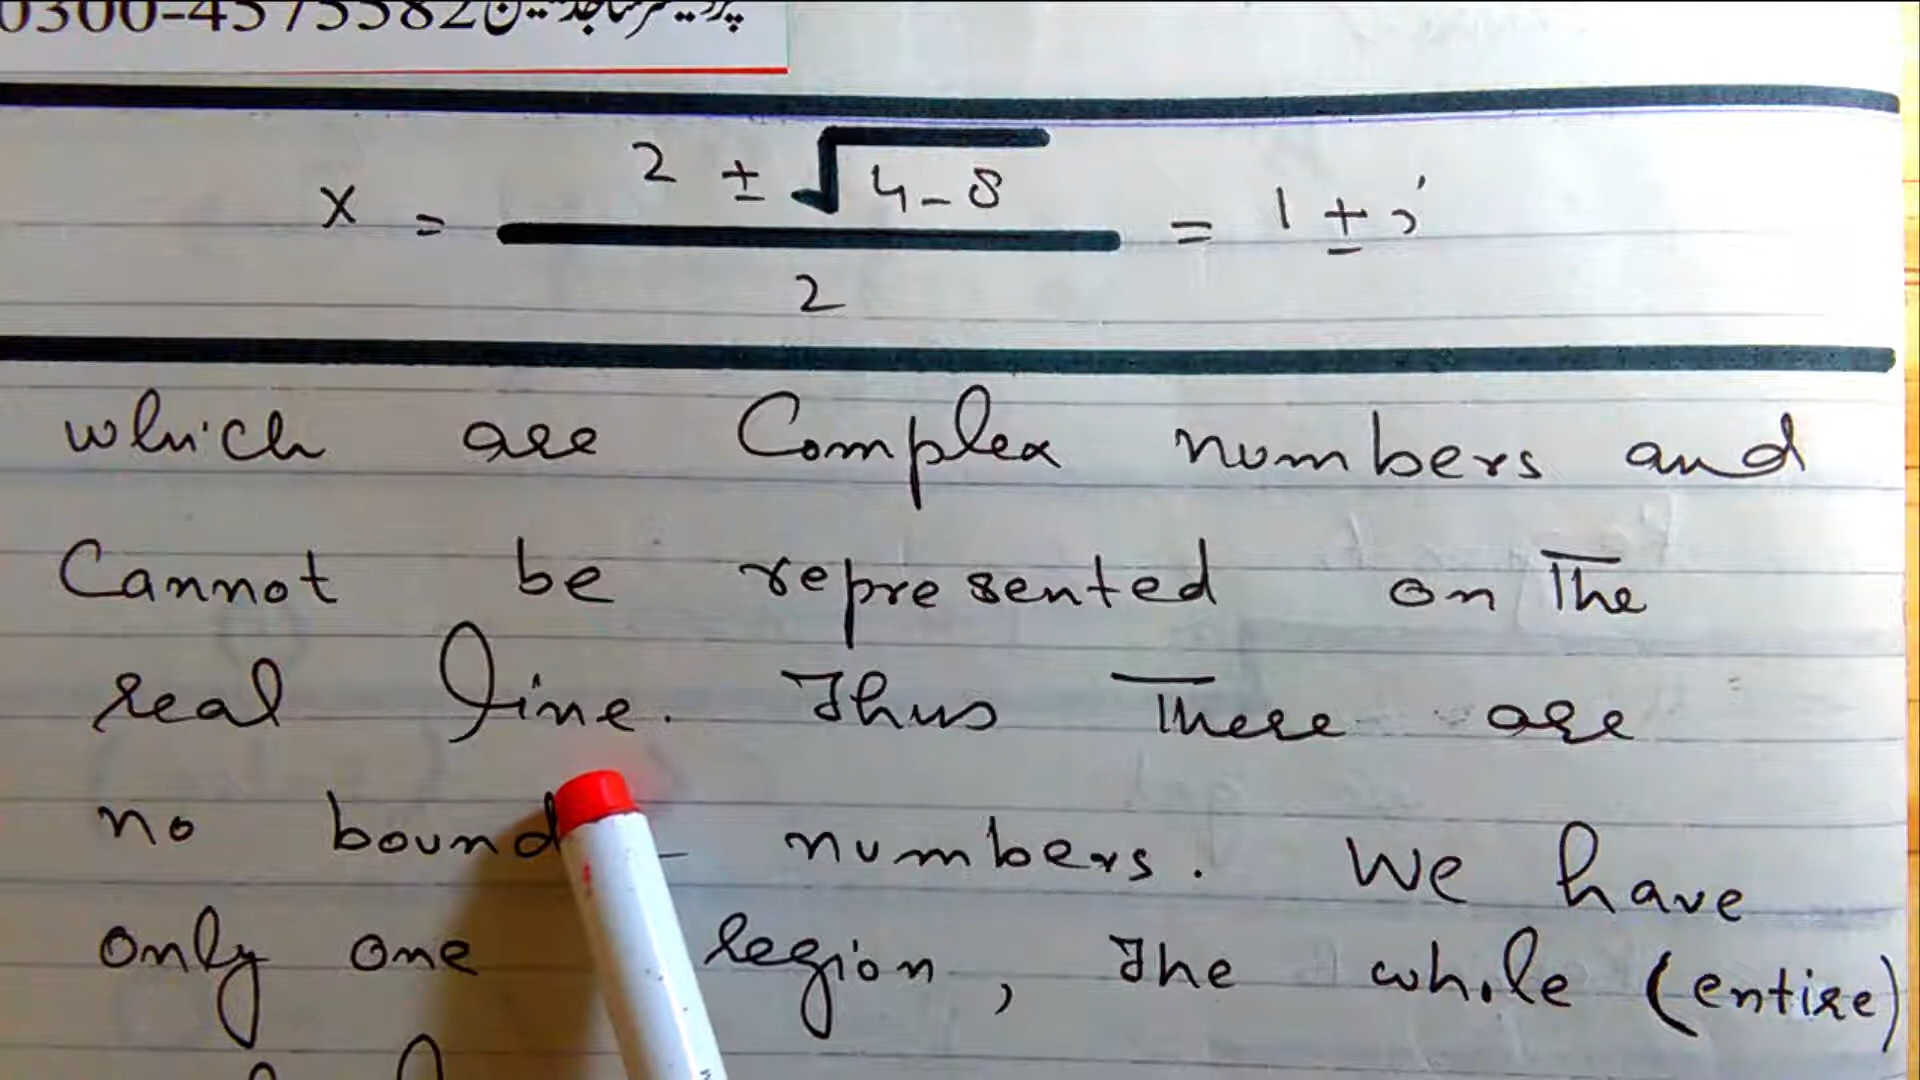 0300-4575582
x = 2 ± √4-8 / 2 = 1 ± i
which are Complex numbers and
Cannot be represented on The
real line. Thus There are
no bound numbers. We have
only one region, The whole (entire)